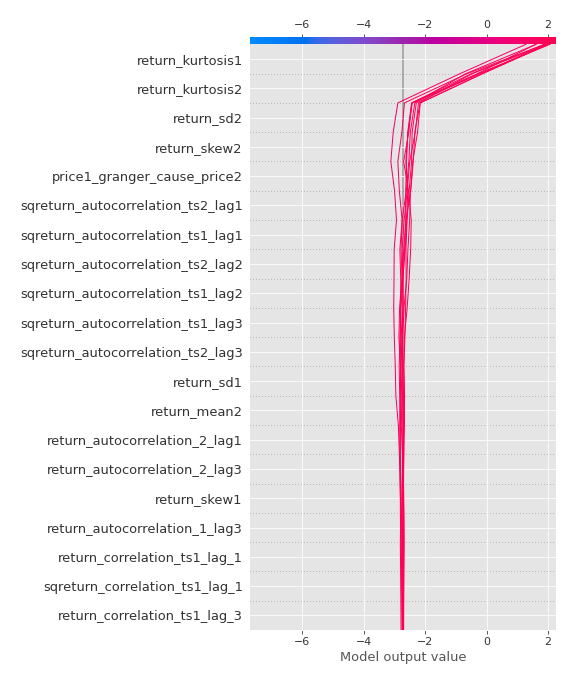 −6 −4 −2 0 2
return_kurtosis1
return_kurtosis2
return_sd2
return_skew2
price1_granger_cause_price2
sqreturn_autocorrelation_ts2_lag1
sqreturn_autocorrelation_ts1_lag1
sqreturn_autocorrelation_ts2_lag2
sqreturn_autocorrelation_ts1_lag2
sqreturn_autocorrelation_ts1_lag3
sqreturn_autocorrelation_ts2_lag3
return_sd1
return_mean2
return_autocorrelation_2_lag1
return_autocorrelation_2_lag3
return_skew1
return_autocorrelation_1_lag3
return_correlation_ts1_lag_1
sqreturn_correlation_ts1_lag_1
return_correlation_ts1_lag_3
−6 −4 −2 0 2
Model output value